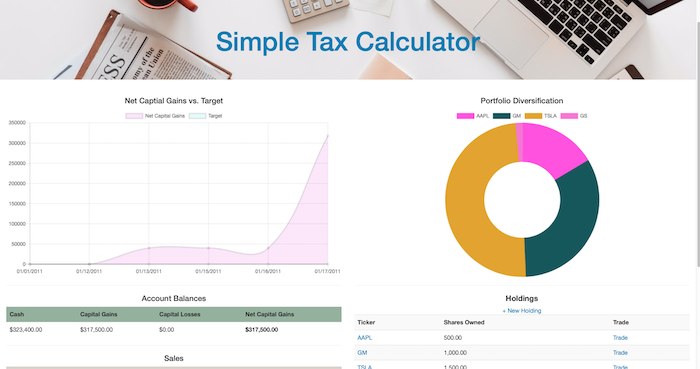 Simple Tax Calculator
Net Captial Gains vs. Target
Net Capital Gains Target
350000
300000
250000
200000
150000
100000
50000
0
01/01/2011 01/12/2011 01/13/2011 01/15/2011 01/16/2011 01/17/2011
Portfolio Diversification
AAPL GM TSLA GS
Account Balances
Cash Capital Gains Capital Losses Net Capital Gains
$323,400.00 $317,500.00 $0.00 $317,500.00
Sales
Holdings
+ New Holding
Ticker Shares Owned Trade
AAPL 500.00 Trade
GM 1,000.00 Trade
TSLA 1,500.00 Trade